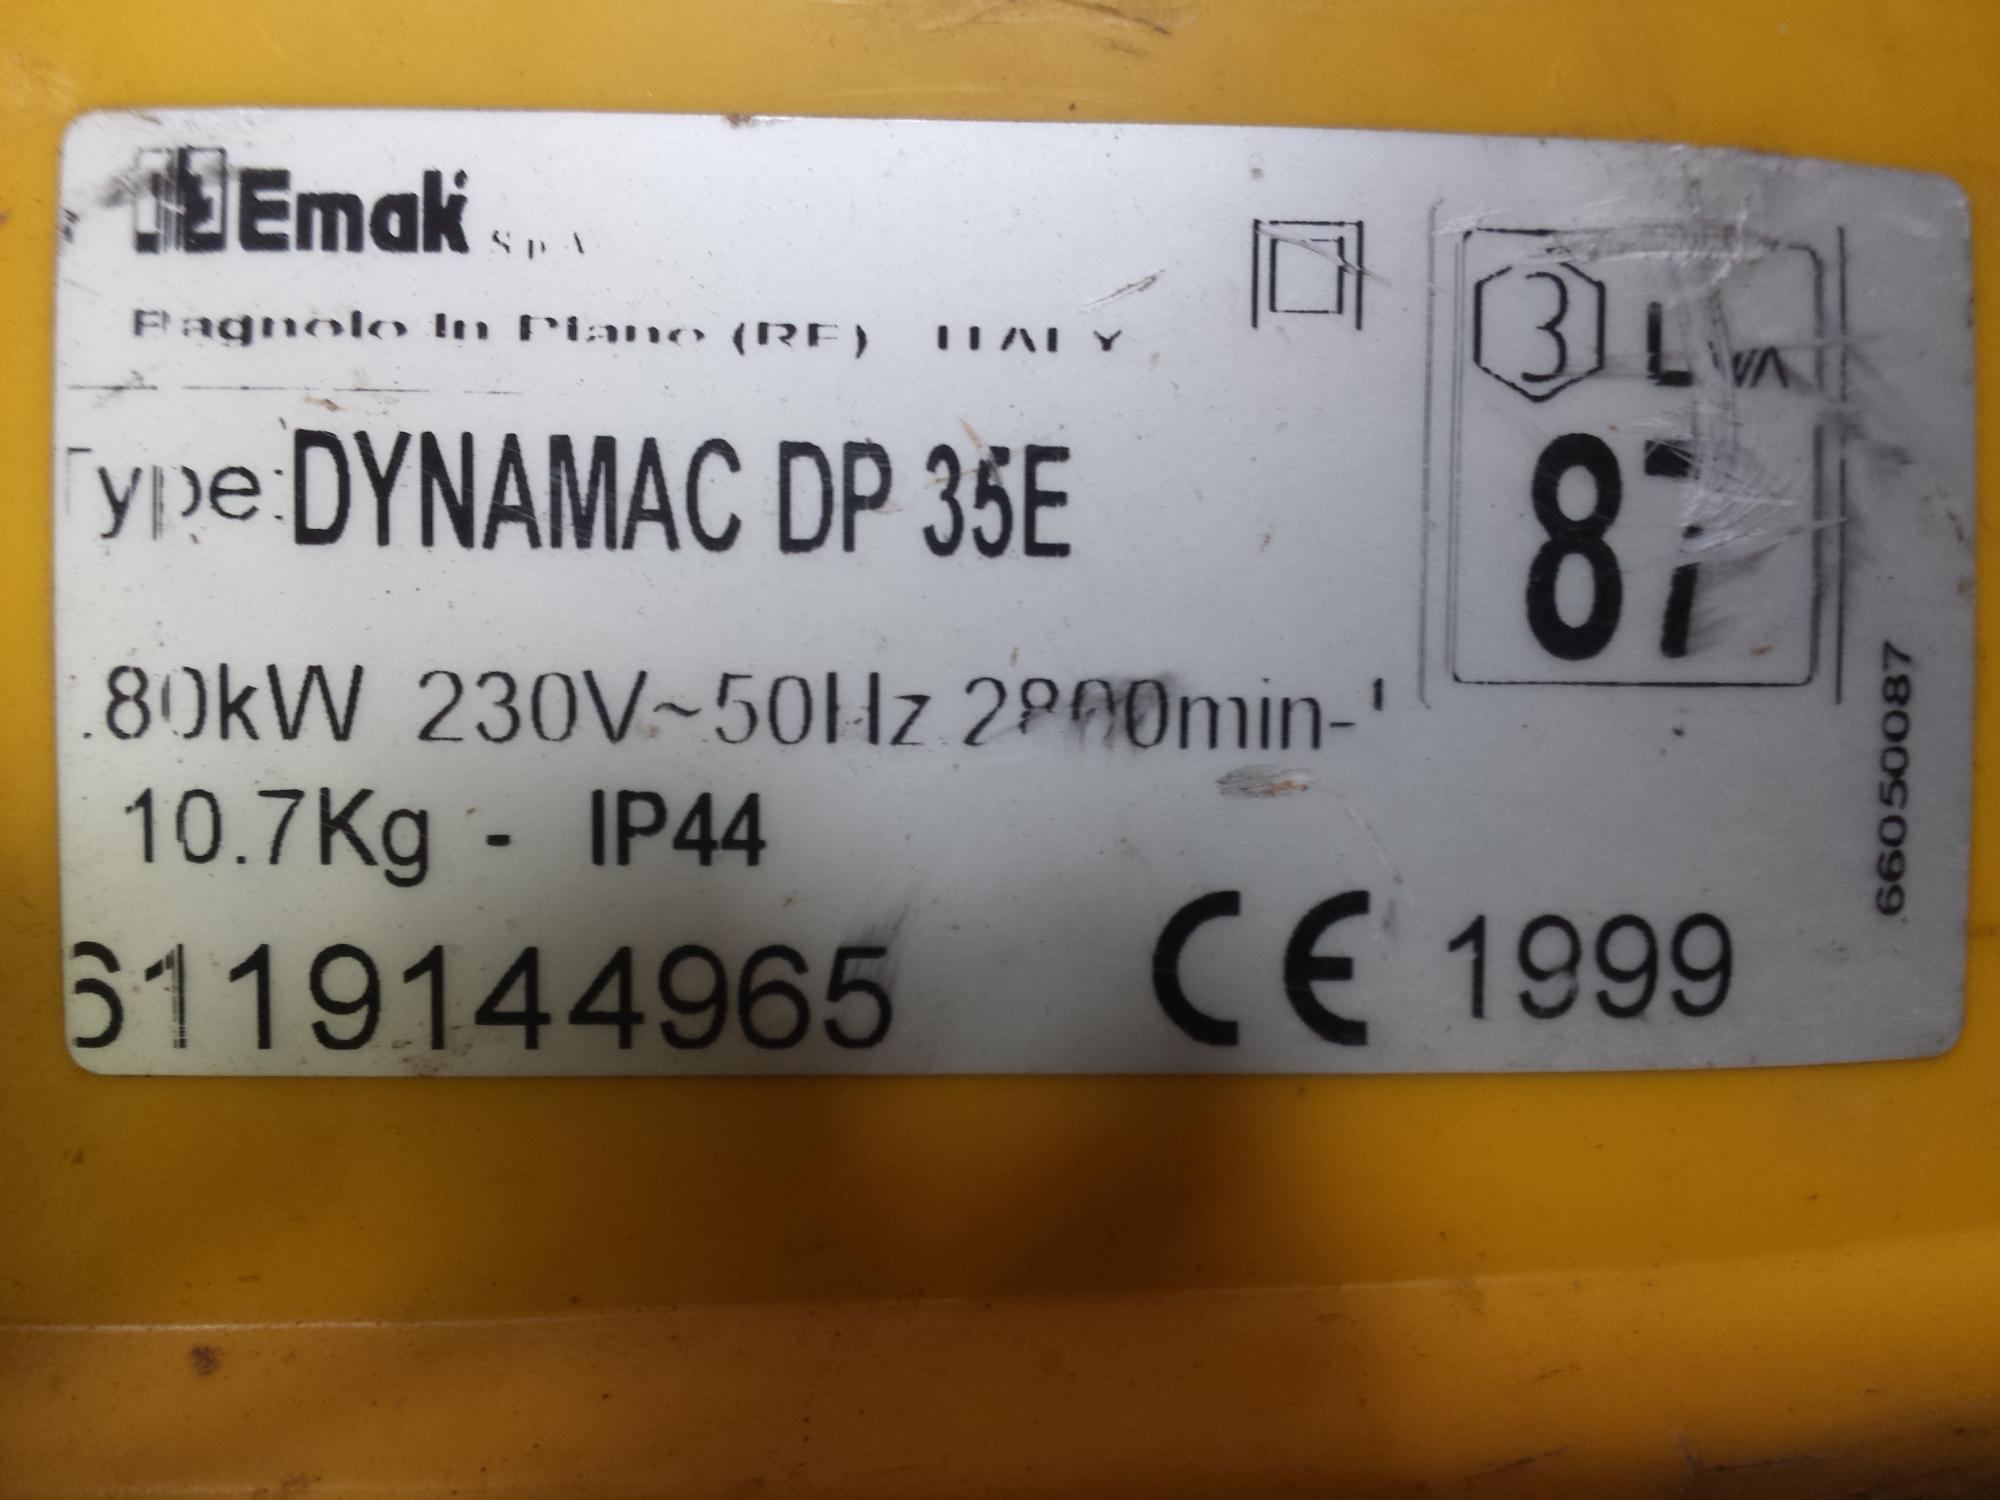 Emak S.p.A.
Bagnolo In Piano (RE) ITALY
3 LWA
Type: DYNAMAC DP 35E
87
.80kW 230V~50Hz 2800min-¹
10.7Kg - IP44
66050087
6119144965 CE 1999